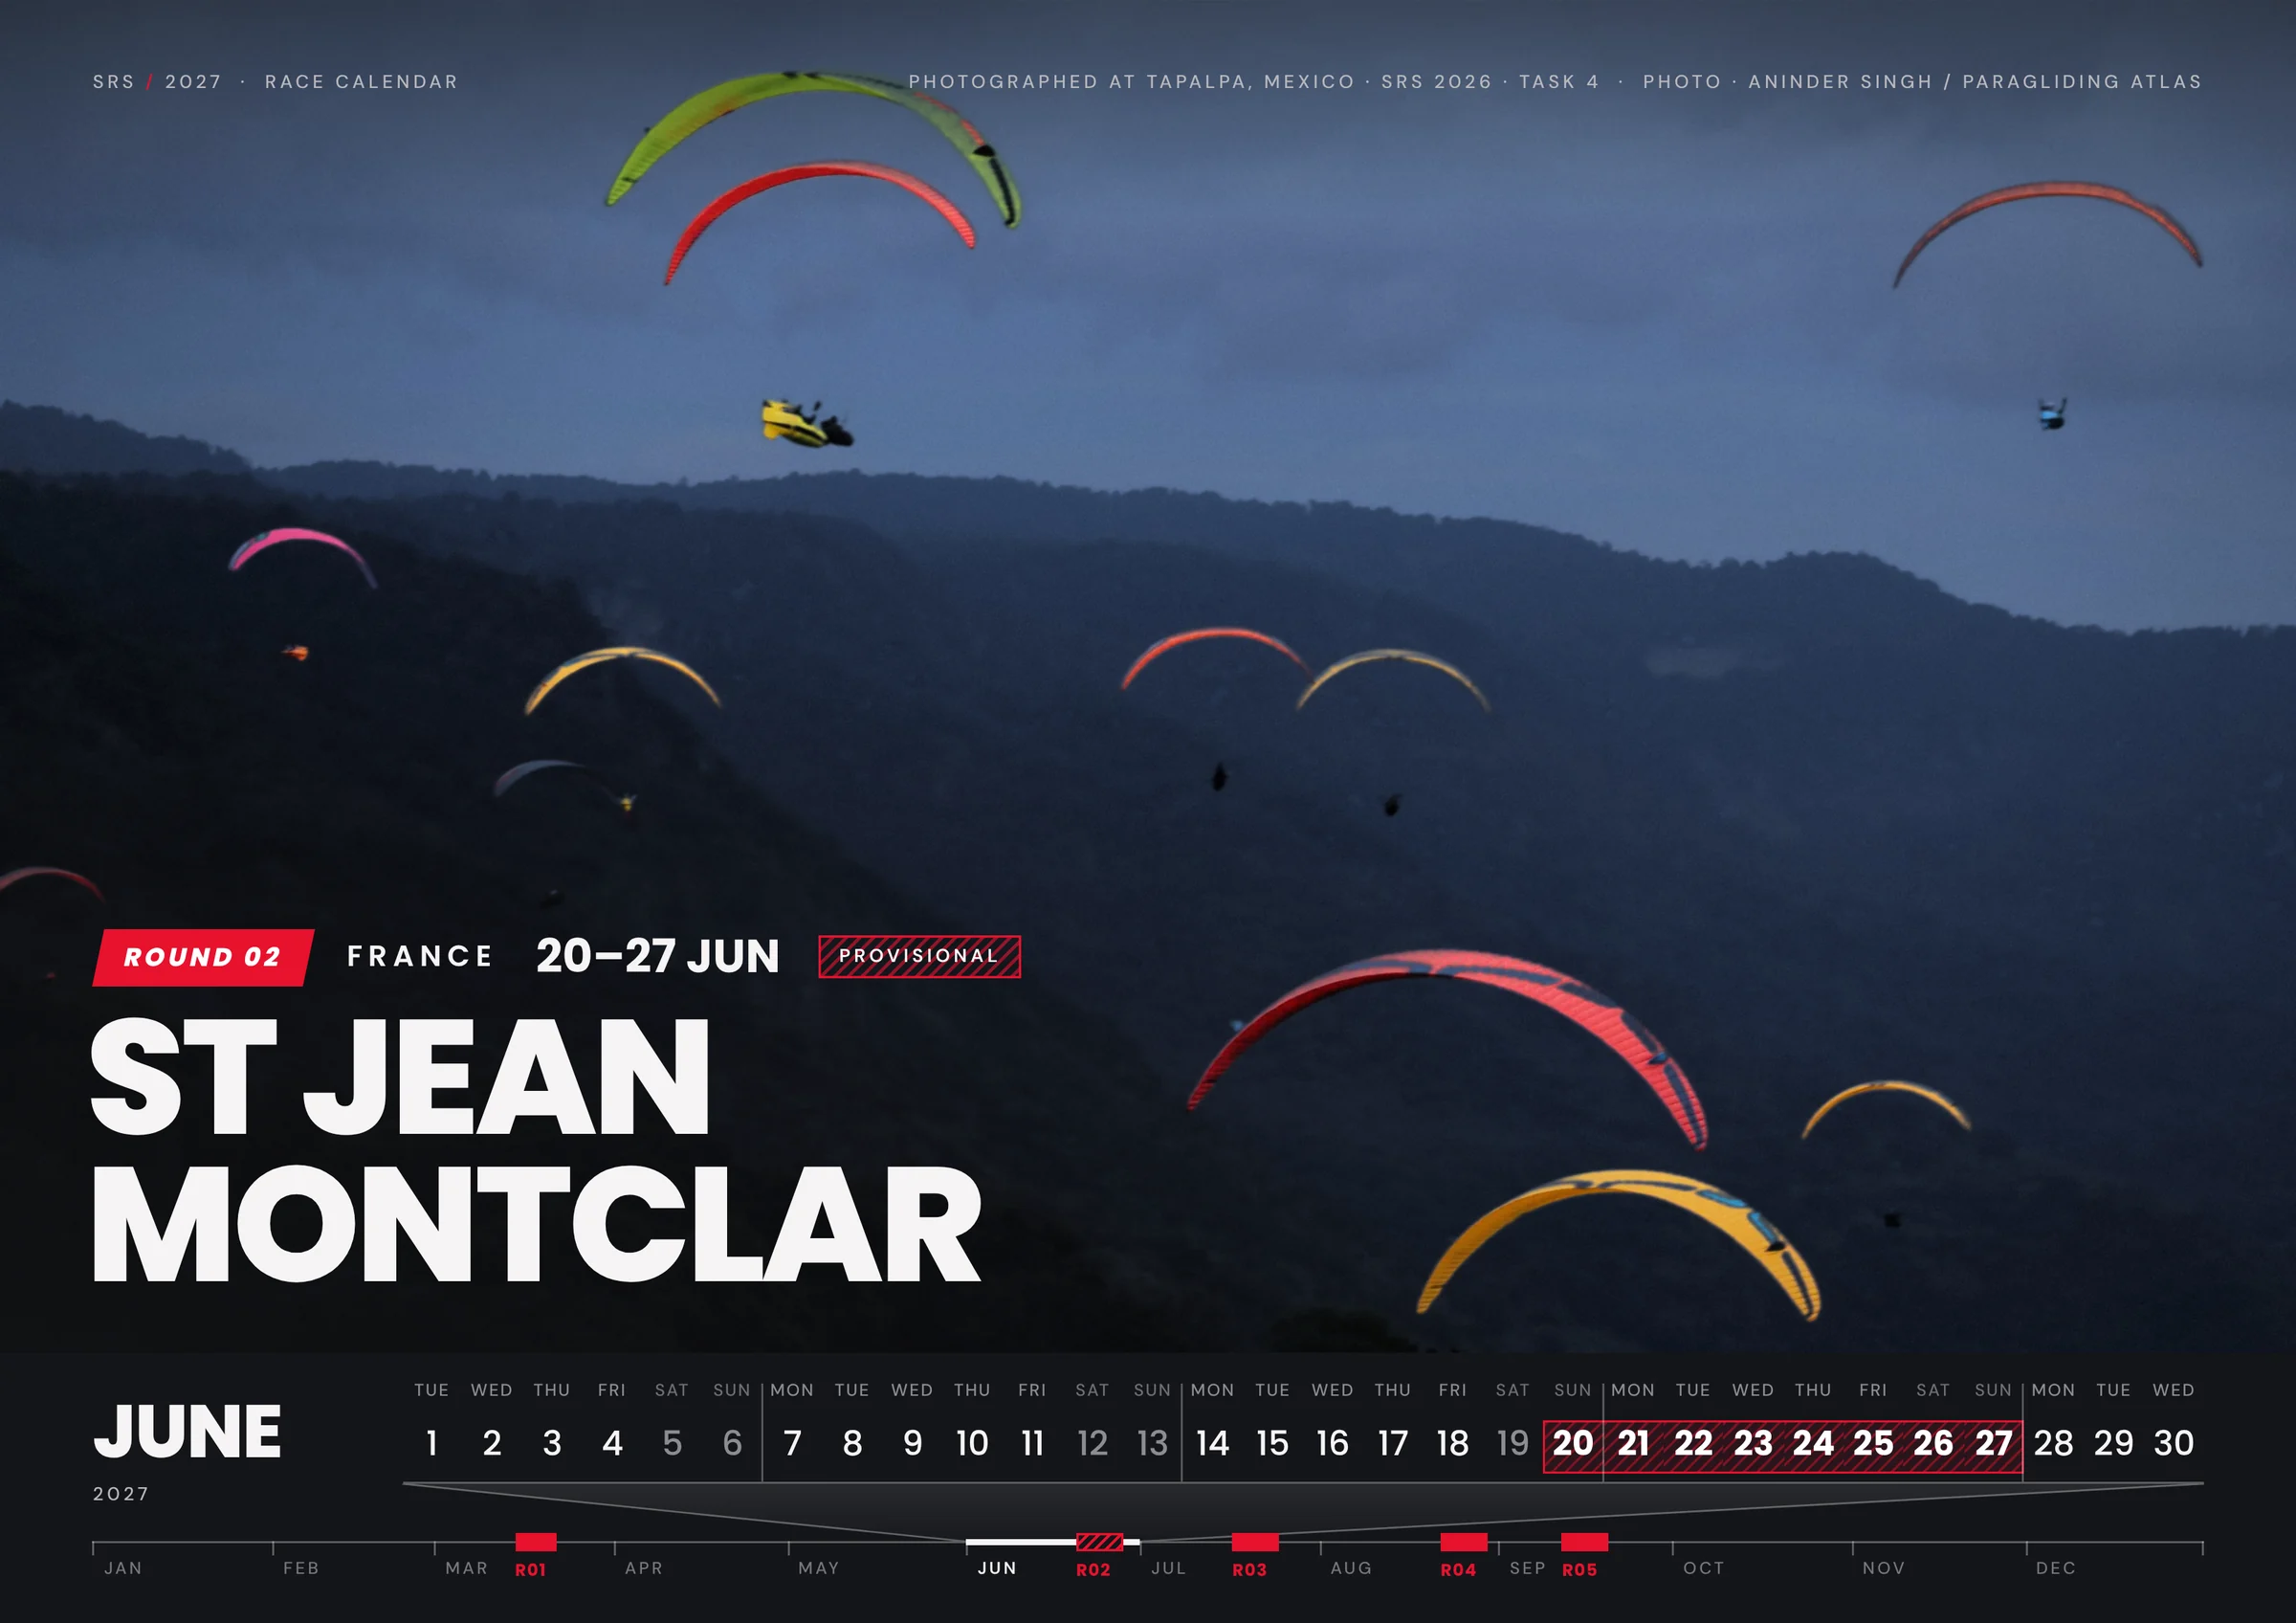 SRS / 2027 · RACE CALENDAR
PHOTOGRAPHED AT TAPALPA, MEXICO · SRS 2026 · TASK 4 · PHOTO · ANINDER SINGH / PARAGLIDING ATLAS
ROUND 02 FRANCE 20–27 JUN PROVISIONAL
ST JEAN
MONTCLAR
JUNE
2027
TUE WED THU FRI SAT SUN MON TUE WED THU FRI SAT SUN MON TUE WED THU FRI SAT SUN MON TUE WED THU FRI SAT SUN MON TUE WED
1 2 3 4 5 6 7 8 9 10 11 12 13 14 15 16 17 18 19 20 21 22 23 24 25 26 27 28 29 30
JAN FEB MAR R01 APR MAY JUN R02 JUL R03 AUG R04 SEP R05 OCT NOV DEC